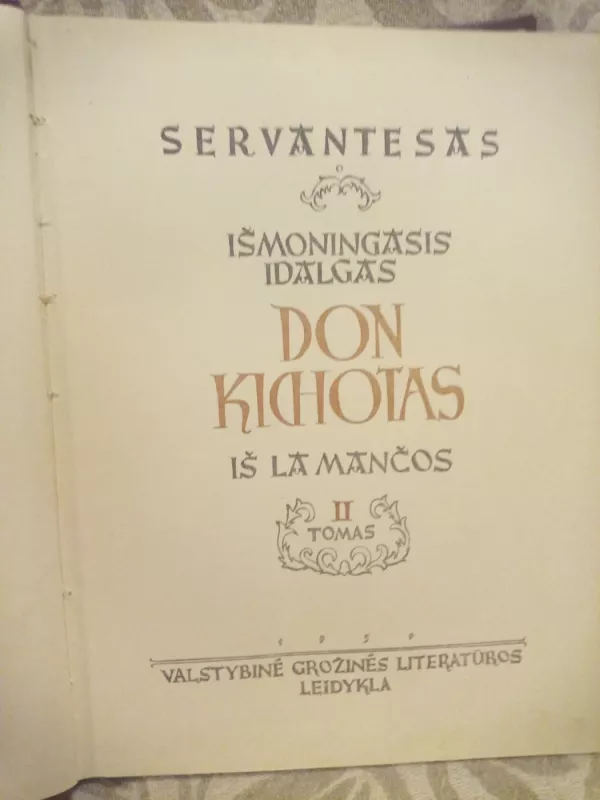 SERVANTESAS
IŠMONINGASIS
IDALGAS
DON
KICHOTAS
IŠ LA MANČOS
II
TOMAS
VALSTYBINĖ GROŽINĖS LITERATŪROS
LEIDYKLA